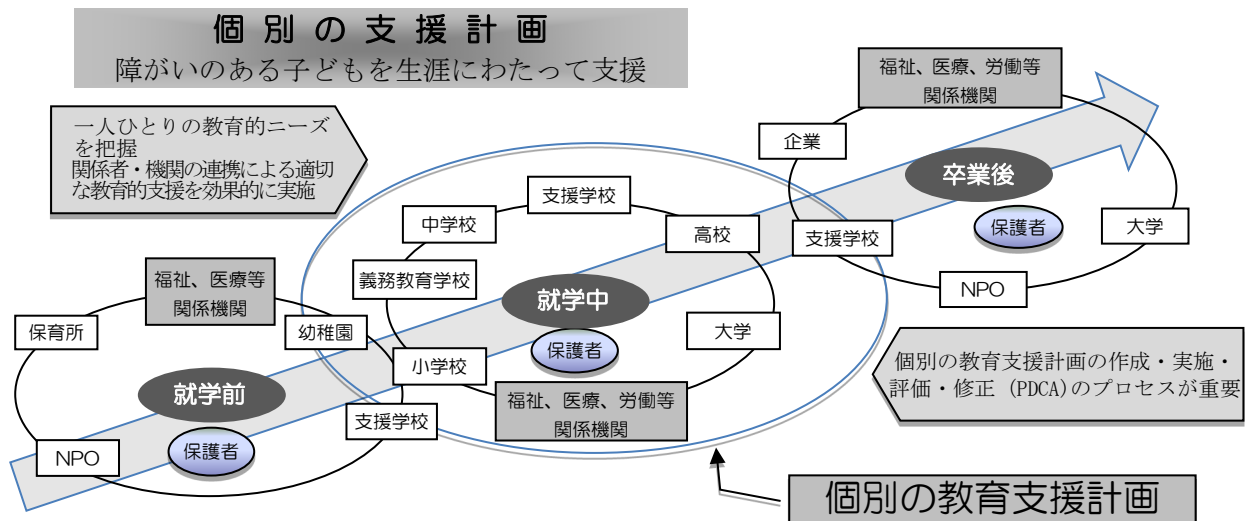 個別の支援計画
障がいのある子どもを生涯にわたって支援
一人ひとりの教育的ニーズ
を把握
関係者・機関の連携による適切
な教育的支援を効果的に実施
福祉、医療、労働等
関係機関
企業
卒業後
保護者
支援学校
大学
NPO
支援学校
中学校
高校
義務教育学校
就学中
保護者
大学
小学校
福祉、医療、労働等
関係機関
福祉、医療等
関係機関
保育所
幼稚園
就学前
保護者
支援学校
NPO
個別の教育支援計画の作成・実施・
評価・修正 (PDCA)のプロセスが重要
個別の教育支援計画